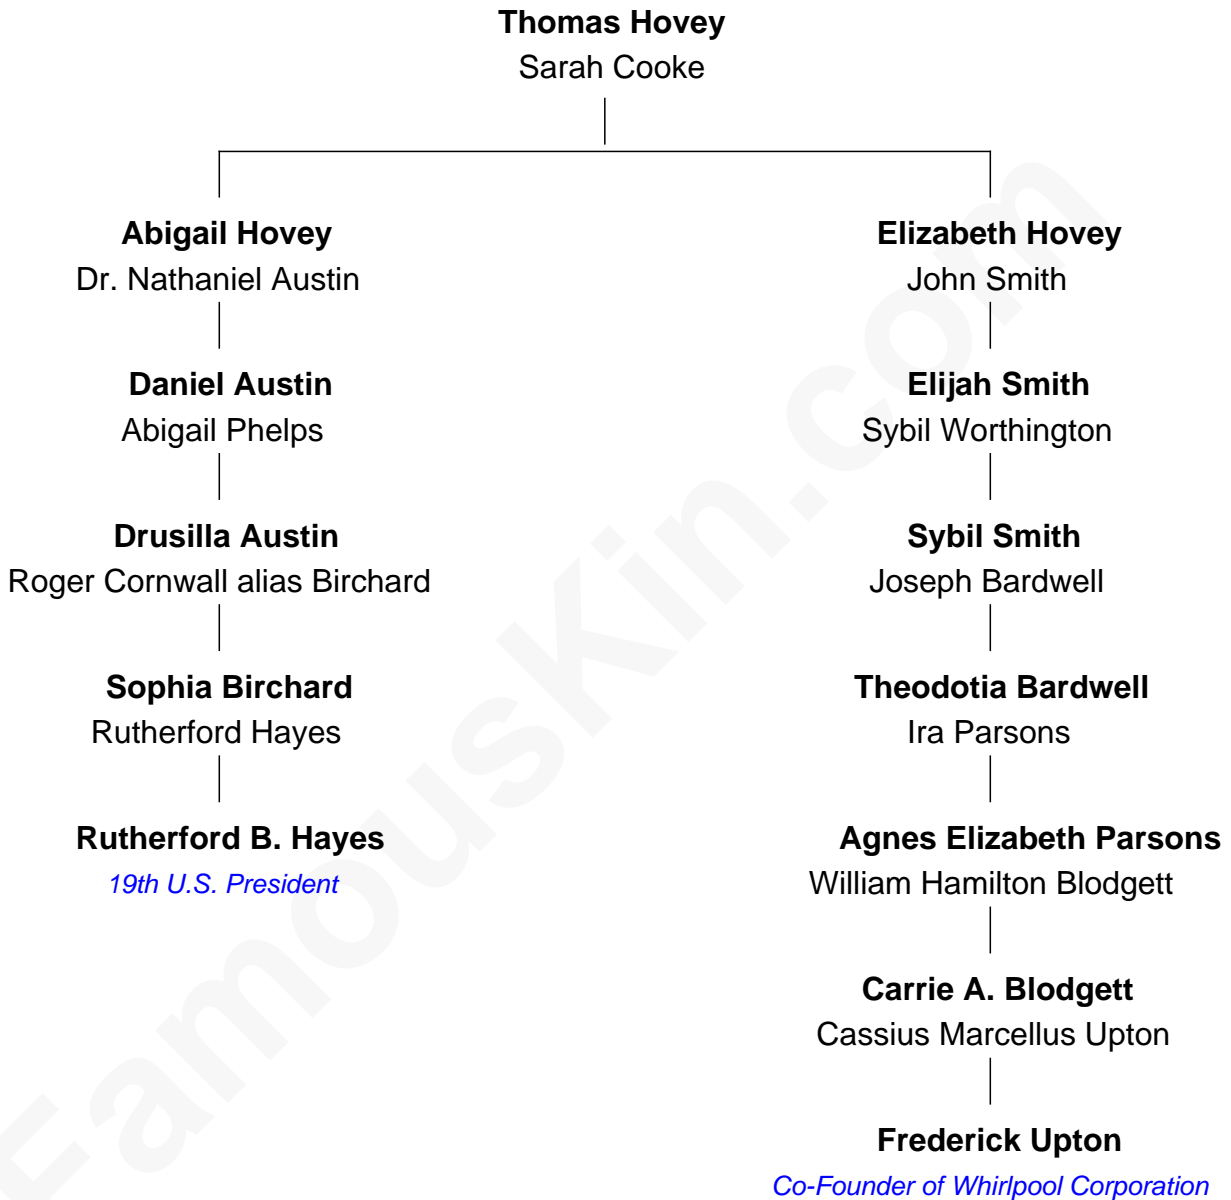 Thomas Hovey
Sarah Cooke
Abigail Hovey
Dr. Nathaniel Austin
Elizabeth Hovey
John Smith
Daniel Austin
Abigail Phelps
Elijah Smith
Sybil Worthington
Drusilla Austin
Roger Cornwall alias Birchard
Sybil Smith
Joseph Bardwell
Sophia Birchard
Rutherford Hayes
Theodotia Bardwell
Ira Parsons
Rutherford B. Hayes
19th U.S. President
Agnes Elizabeth Parsons
William Hamilton Blodgett
Carrie A. Blodgett
Cassius Marcellus Upton
Frederick Upton
Co-Founder of Whirlpool Corporation
FamousKin.com